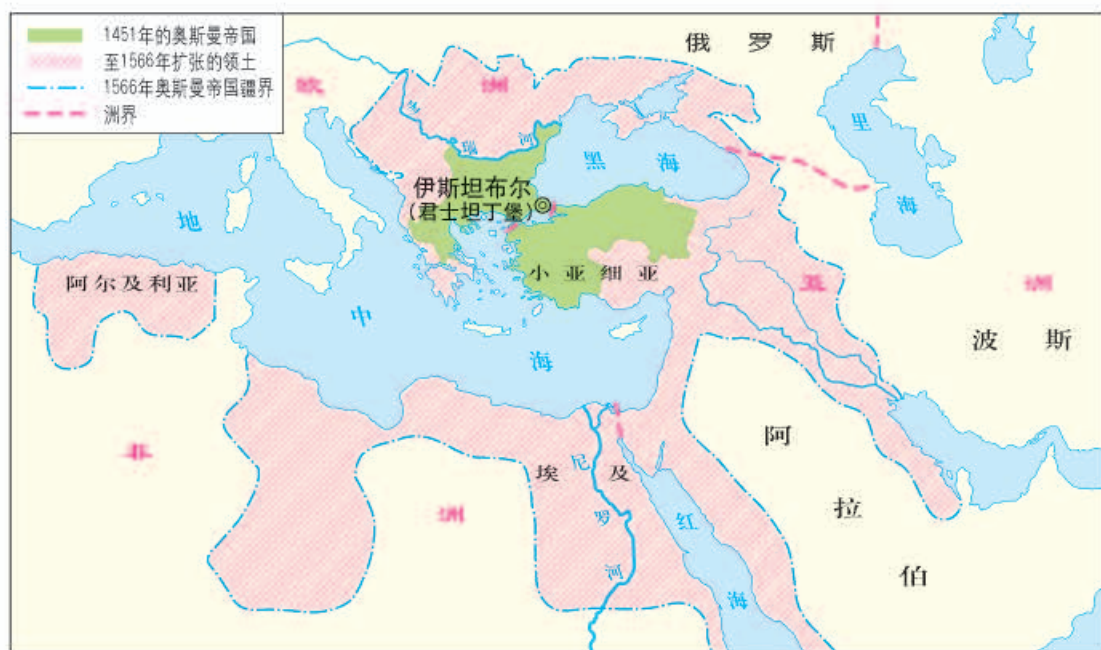 1451年的奥斯曼帝国
至1566年扩张的领土
1566年奥斯曼帝国疆界
洲界
俄罗斯
欧洲
多瑙河
里海
黑海
伊斯坦布尔
(君士坦丁堡)
地中海
阿尔及利亚
小亚细亚
亚洲
波斯
阿拉伯
非洲
埃及
尼罗河
红海